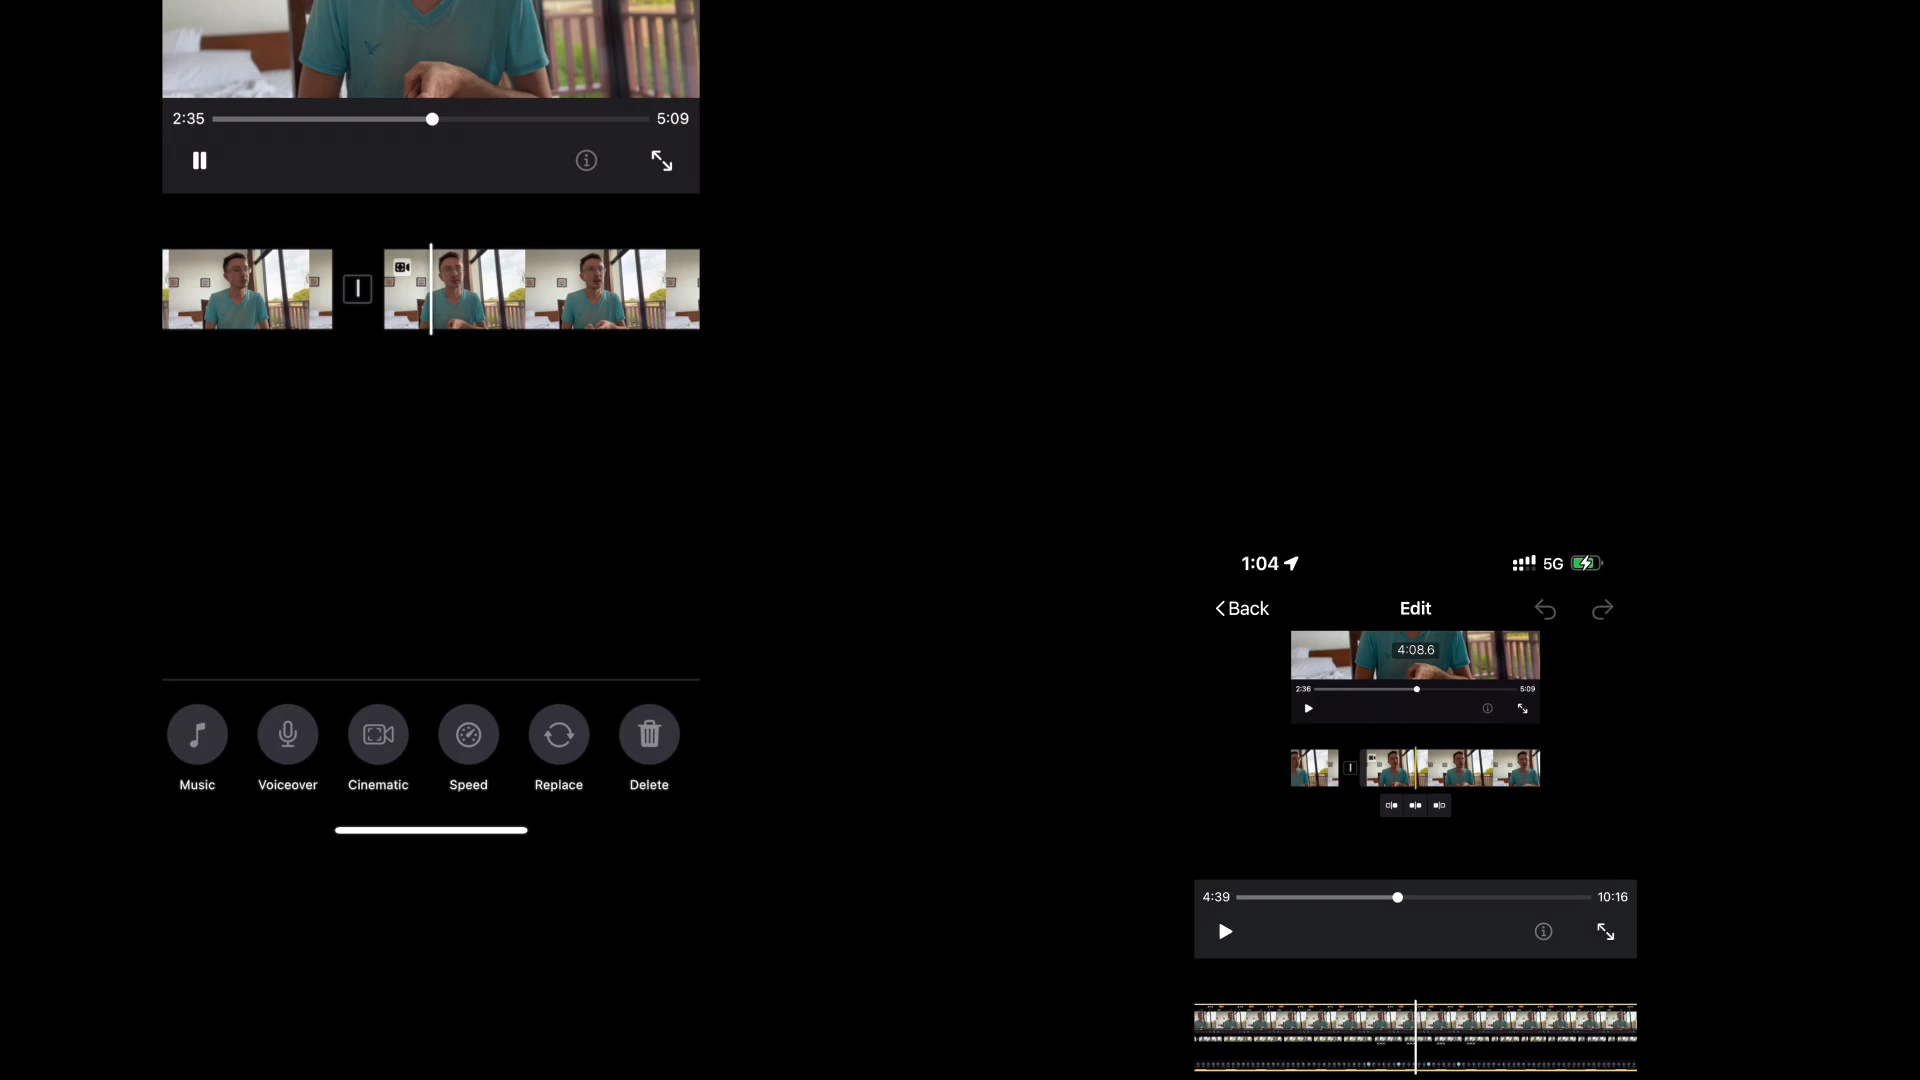 2:35 5:09
Music Voiceover Cinematic Speed Replace Delete
1:04 5G
Back Edit
4:08.6
2:36 5:09
4:39 10:16